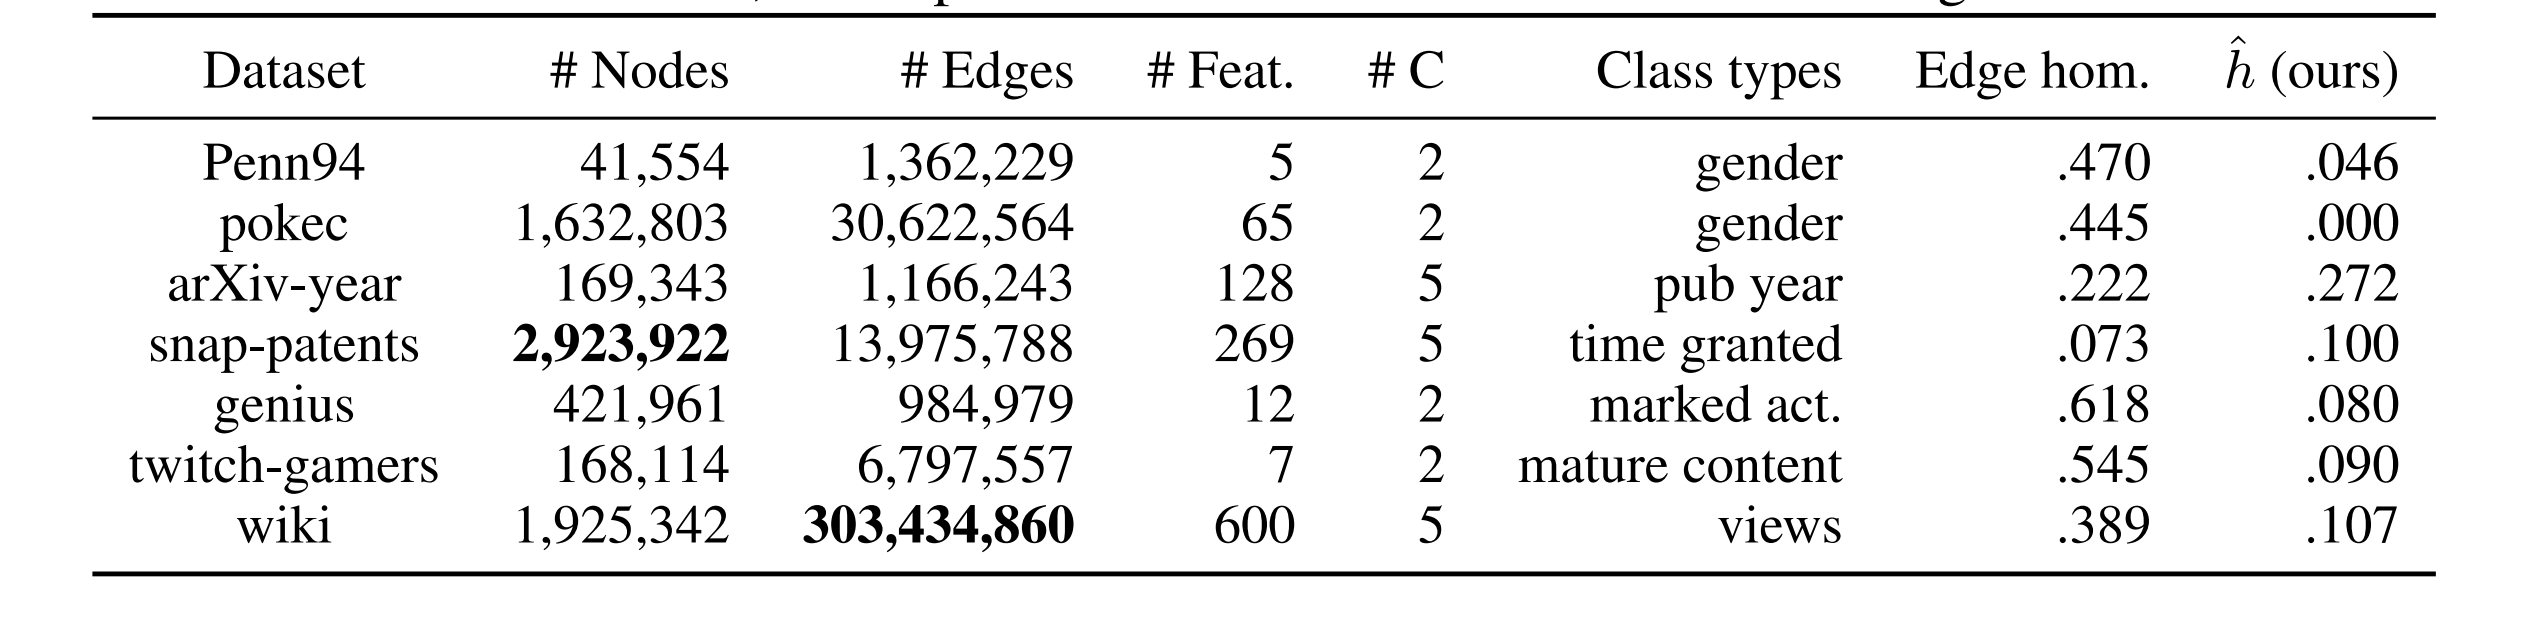 Dataset # Nodes # Edges # Feat. # C Class types Edge hom. ĥ (ours)
Penn94 41,554 1,362,229 5 2 gender .470 .046
pokec 1,632,803 30,622,564 65 2 gender .445 .000
arXiv-year 169,343 1,166,243 128 5 pub year .222 .272
snap-patents 2,923,922 13,975,788 269 5 time granted .073 .100
genius 421,961 984,979 12 2 marked act. .618 .080
twitch-gamers 168,114 6,797,557 7 2 mature content .545 .090
wiki 1,925,342 303,434,860 600 5 views .389 .107